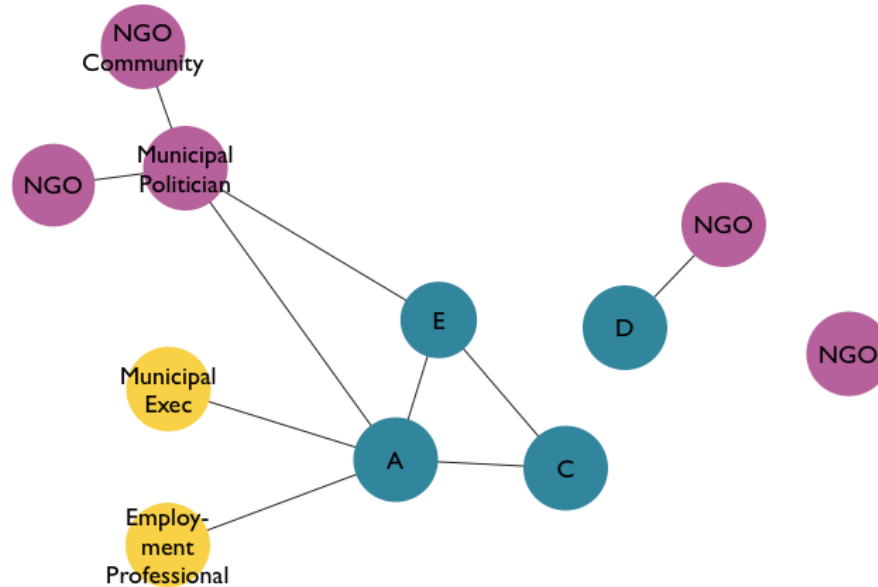 NGO
Community
Municipal
Politician
NGO
NGO
E
D
NGO
Municipal
Exec
A
C
Employ-
ment
Professional